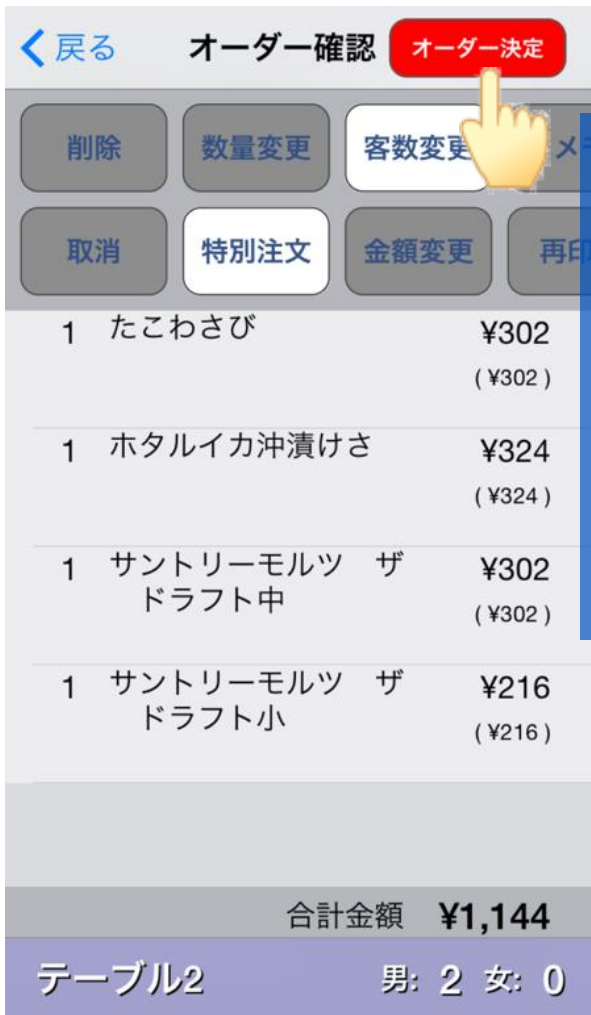 戻る オーダー確認 オーダー決定
削除 数量変更 客数変更 メ
取消 特別注文 金額変更 再印
1 たこわさび ¥302
(¥302)
1 ホタルイカ沖漬けさ ¥324
(¥324)
1 サントリーモルツ ザ ¥302
ドラフト中 (¥302)
1 サントリーモルツ ザ ¥216
ドラフト小 (¥216)
合計金額 ¥1,144
テーブル2 男: 2 女: 0